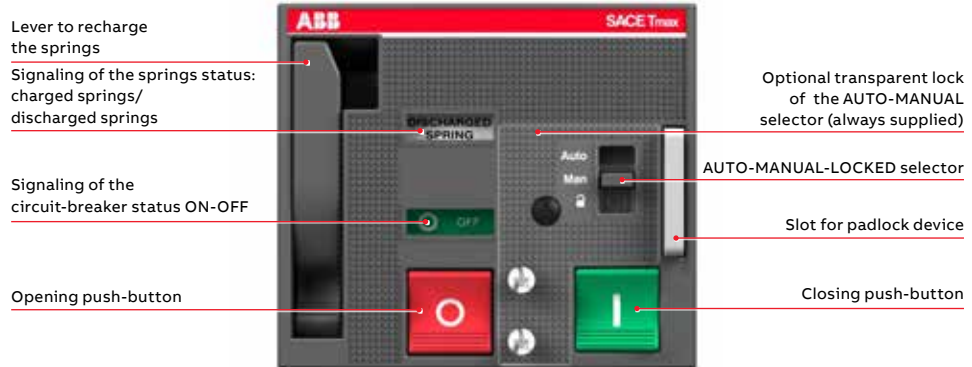 Lever to recharge
the springs
Signaling of the springs status:
charged springs/
discharged springs
Signaling of the
circuit-breaker status ON-OFF
Opening push-button
ABB
SACE Tmax
DISCHARGED
SPRING
Auto
Man
OFF
O
I
Optional transparent lock
of the AUTO-MANUAL
selector (always supplied)
AUTO-MANUAL-LOCKED selector
Slot for padlock device
Closing push-button